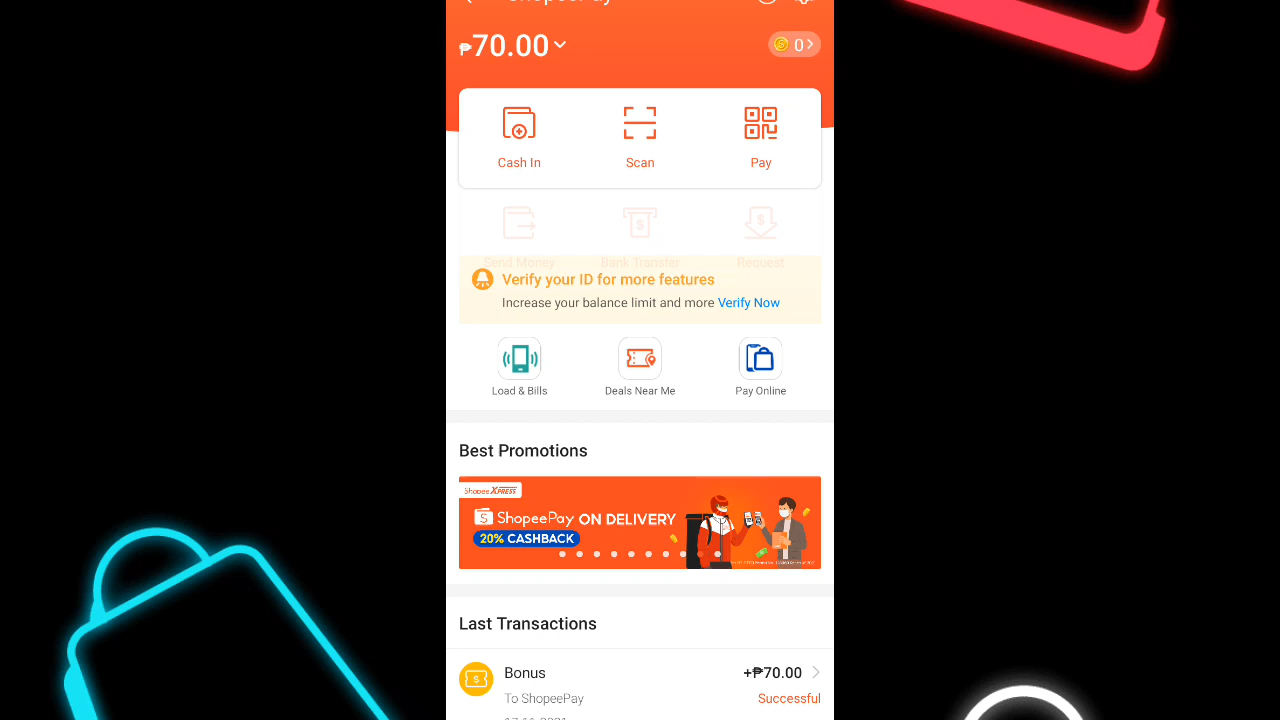 ShopeePay
₱70.00
0
Cash In
Scan
Pay
Send Money
Bank Transfer
Request
Verify your ID for more features
Increase your balance limit and more Verify Now
Load & Bills
Deals Near Me
Pay Online
Best Promotions
Shopee XPRESS
ShopeePay ON DELIVERY
20% CASHBACK
Last Transactions
Bonus
+₱70.00
To ShopeePay
Successful